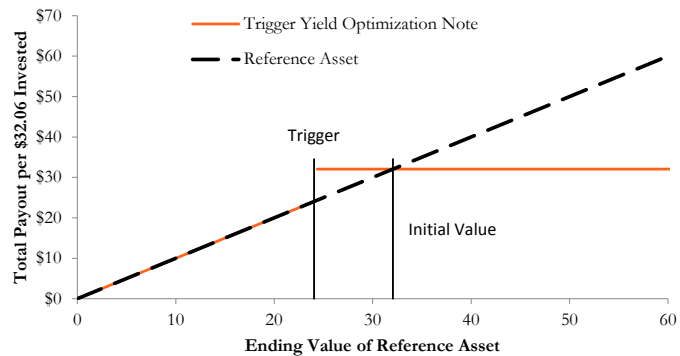 Total Payout per $32.06 Invested
$70
$60
$50
$40
$30
$20
$10
$0
Trigger Yield Optimization Note
Reference Asset
Trigger
Initial Value
0
10
20
30
40
50
60
Ending Value of Reference Asset